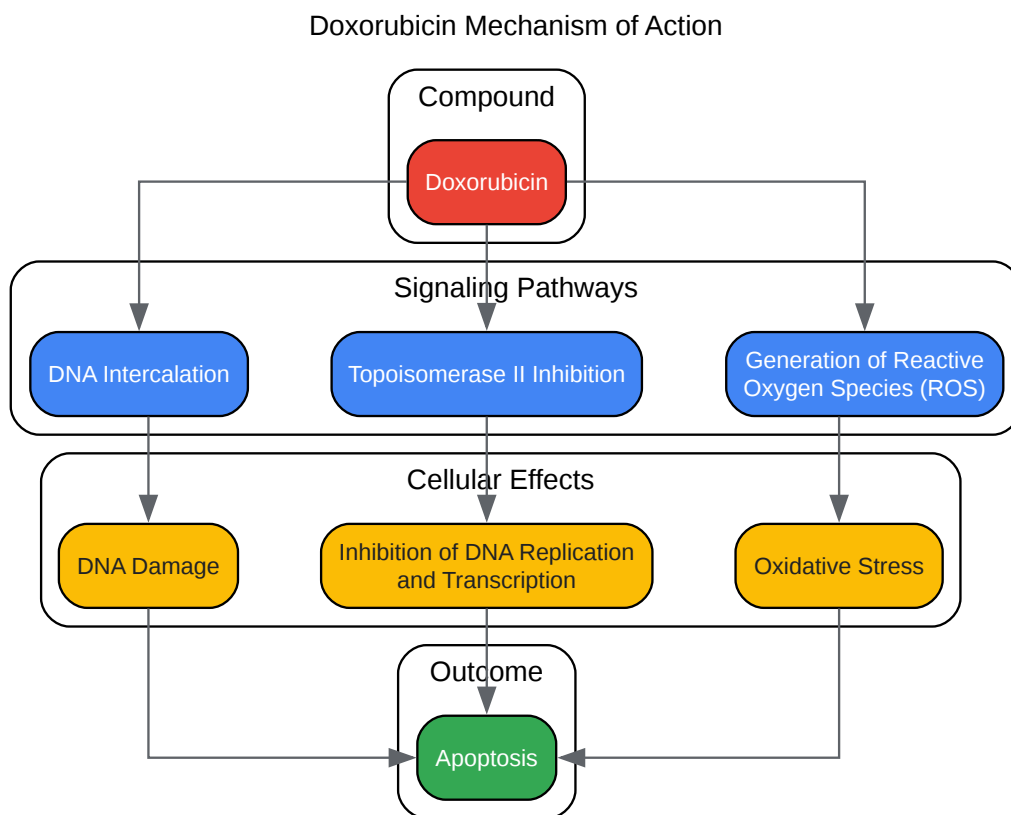 Doxorubicin Mechanism of Action
Compound
Doxorubicin
Signaling Pathways
DNA Intercalation
Topoisomerase II Inhibition
Generation of Reactive
Oxygen Species (ROS)
Cellular Effects
DNA Damage
Inhibition of DNA Replication
and Transcription
Oxidative Stress
Outcome
Apoptosis